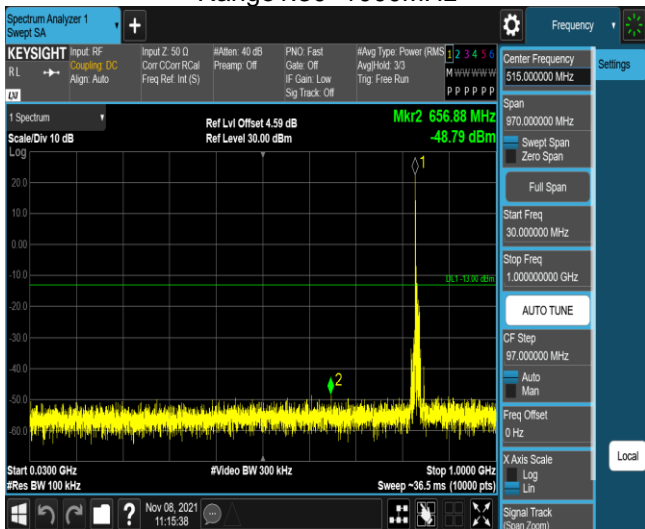 Range1:30~1000MHz
Spectrum Analyzer 1
Swept SA
+
Frequency
KEYSIGHT
RL
LXI
Input: RF
Coupling: DC
Align: Auto
Input Z: 50 Ω
Corr CCorr RCal
Freq Ref: Int (S)
#Atten: 40 dB
Preamp: Off
PNO: Fast
Gate: Off
IF Gain: Low
Sig Track: Off
#Avg Type: Power (RMS
Avg|Hold: 3/3
Trig: Free Run
1 2 3 4 5 6
M W W W W W
P P P P P P
1 Spectrum
Scale/Div 10 dB
Log
Ref Lvl Offset 4.59 dB
Ref Level 30.00 dBm
Mkr2 656.88 MHz
-48.79 dBm
1
20.0
10.0
0.00
-10.0
DL1 -13.00 dBm
-20.0
-30.0
-40.0
2
-50.0
-60.0
Start 0.0300 GHz
#Res BW 100 kHz
#Video BW 300 kHz
Stop 1.0000 GHz
Sweep ~36.5 ms (10000 pts)
Nov 08, 2021
11:15:38
?
Center Frequency
515.000000 MHz
Settings
Span
970.000000 MHz
Swept Span
Zero Span
Full Span
Start Freq
30.000000 MHz
Stop Freq
1.000000000 GHz
AUTO TUNE
CF Step
97.000000 MHz
Auto
Man
Freq Offset
0 Hz
X Axis Scale
Log
Lin
Local
Signal Track
(Span Zoom)